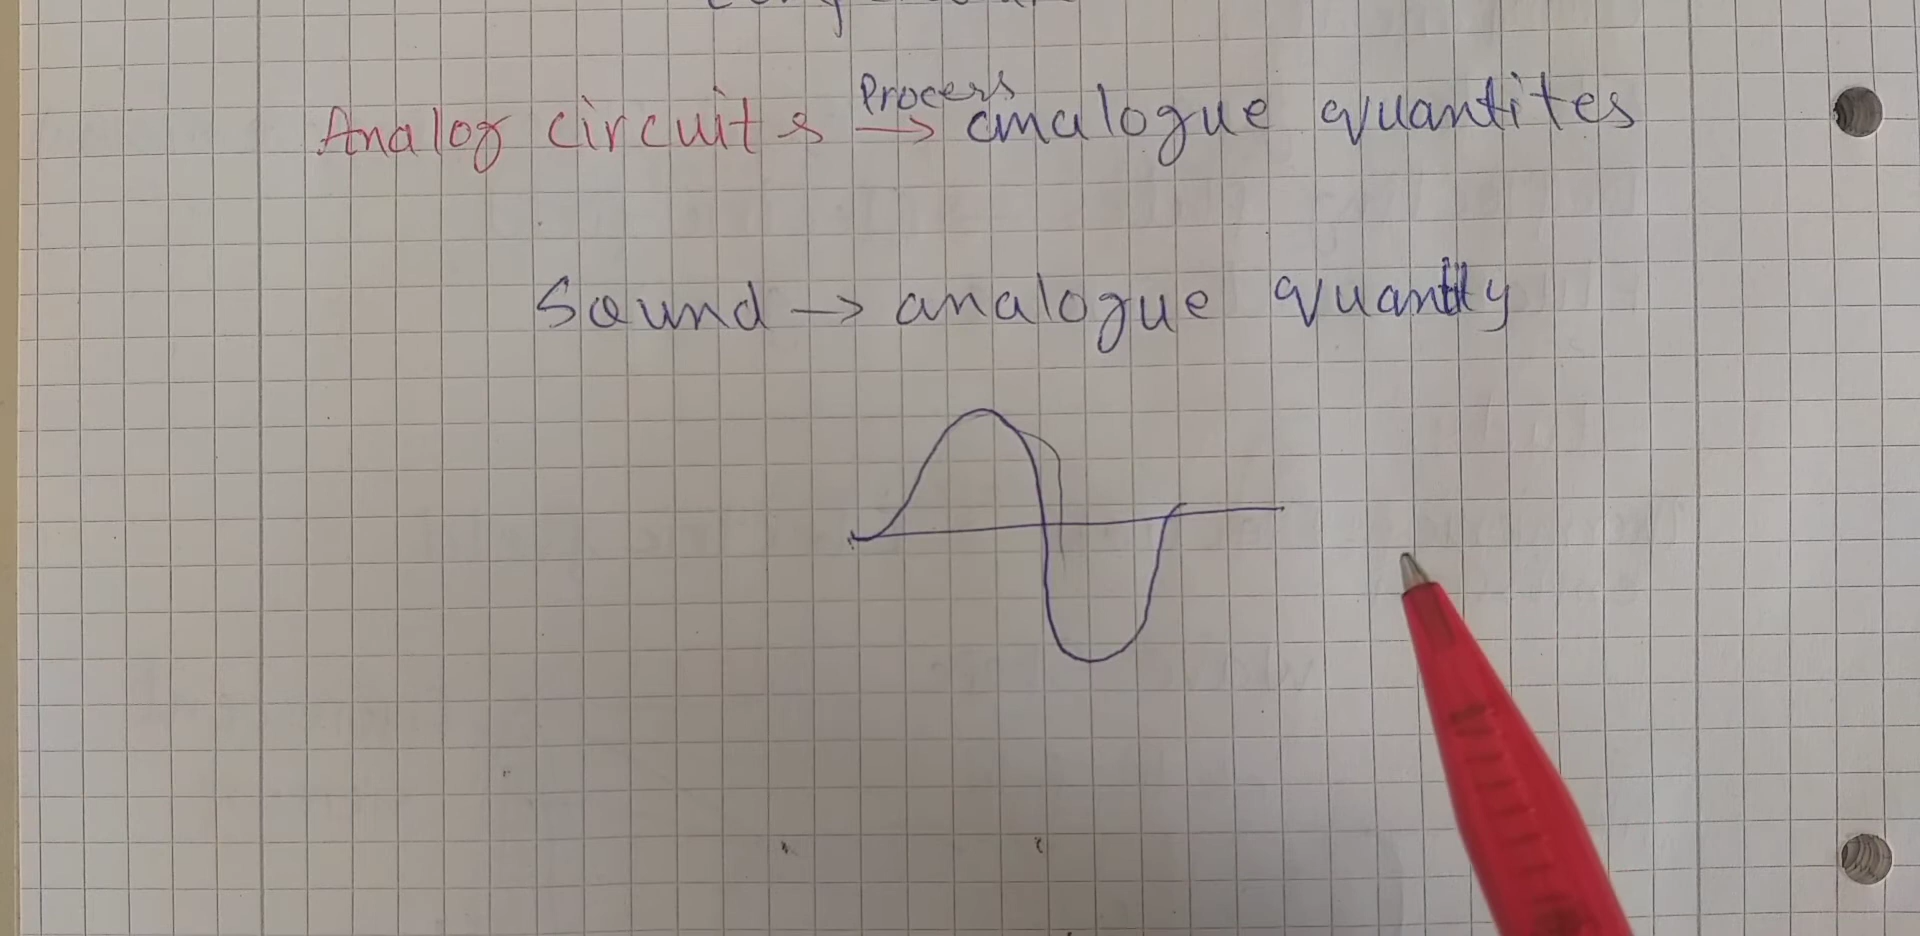 Process
Analog circuits → analogue quantites
Sound → analogue quantity